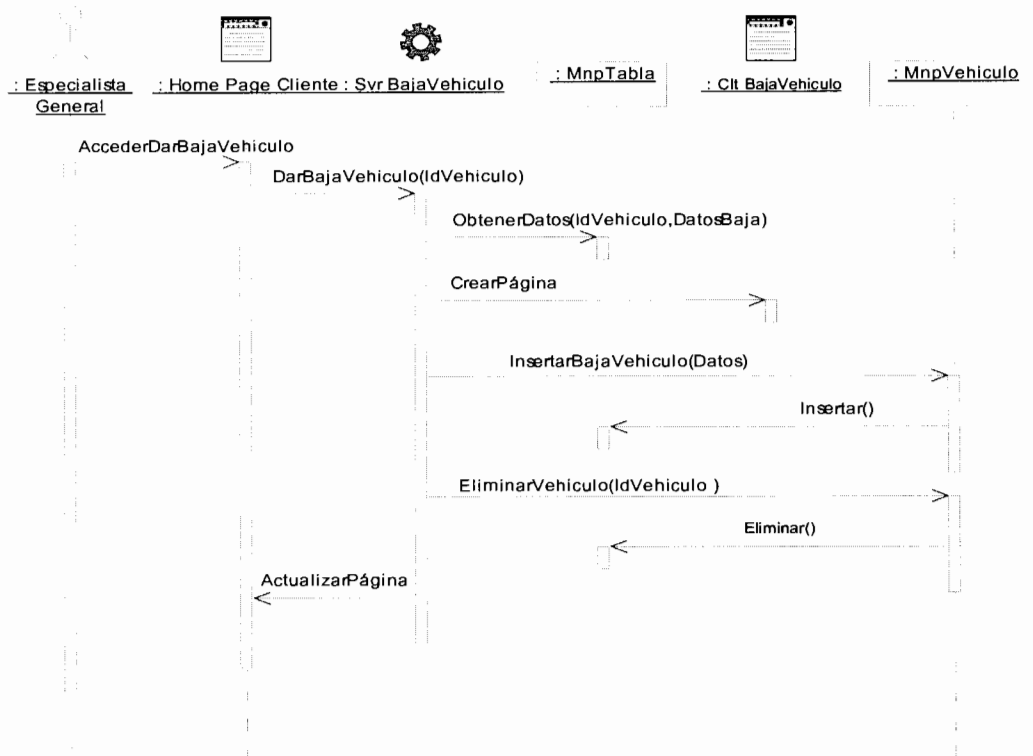 : Especialista General
: Home Page Cliente
: Svr BajaVehiculo
: MnpTabla
: Clt BajaVehiculo
: MnpVehiculo
AccederDarBajaVehiculo
DarBajaVehiculo(IdVehiculo)
ObtenerDatos(IdVehiculo,DatosBaja)
CrearPágina
InsertarBajaVehiculo(Datos)
Insertar()
EliminarVehiculo(IdVehiculo )
Eliminar()
ActualizarPágina